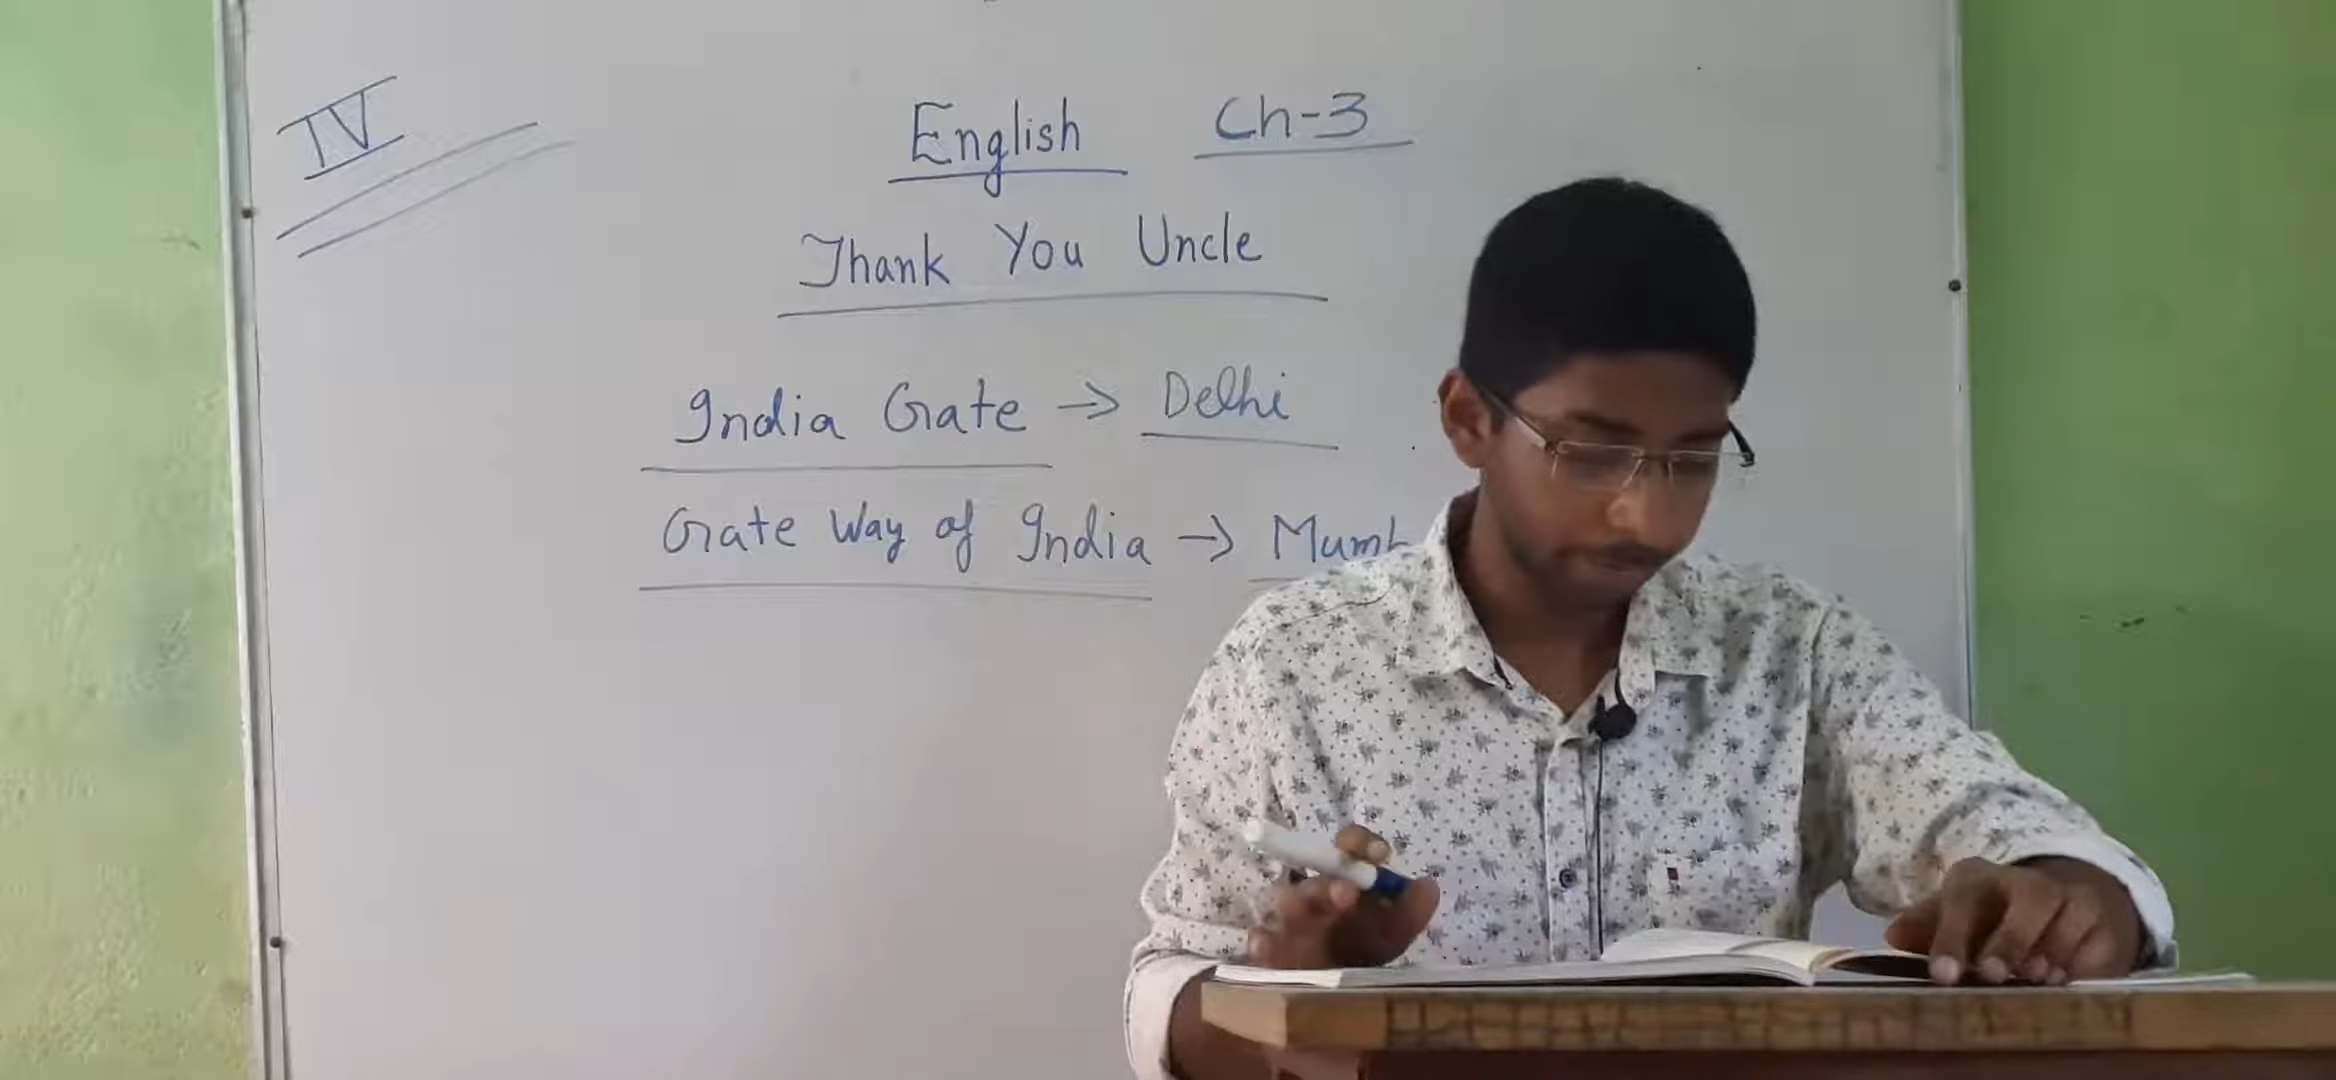 IV
English Ch-3
Thank You Uncle
India Gate → Delhi
Gate Way of India →